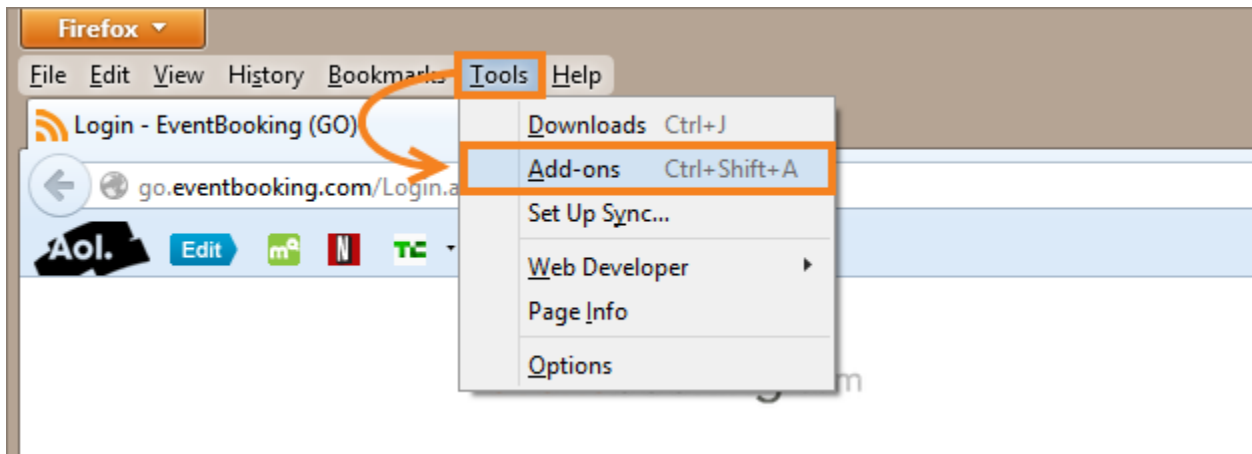 Firefox
File Edit View History Bookmarks Tools Help
Login - EventBooking (GO)
Downloads Ctrl+J
go.eventbooking.com/Login.a
Add-ons Ctrl+Shift+A
Set Up Sync...
Aol. Edit m N TC
Web Developer
Page Info
Options
m